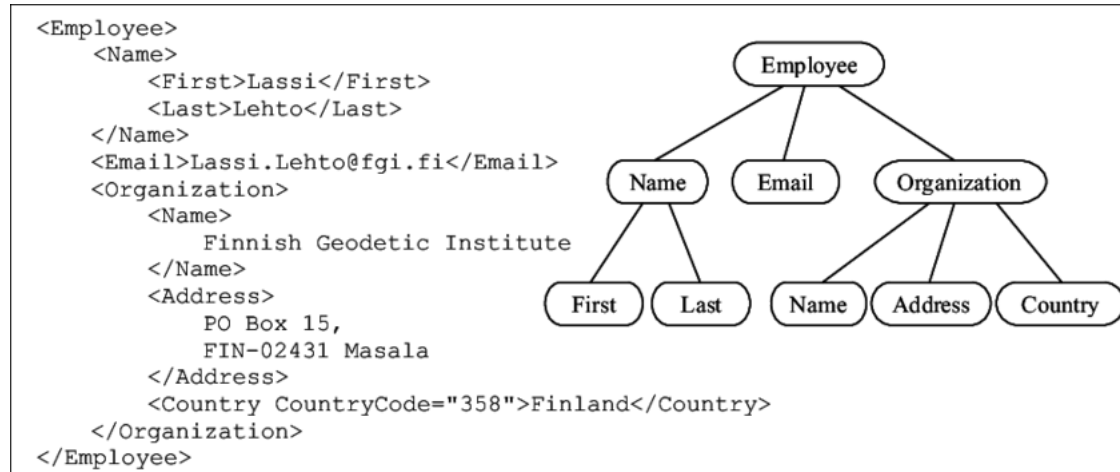 <Employee>
    <Name>
        <First>Lassi</First>
        <Last>Lehto</Last>
    </Name>
    <Email>Lassi.Lehto@fgi.fi</Email>
    <Organization>
        <Name>
            Finnish Geodetic Institute
        </Name>
        <Address>
            PO Box 15,
            FIN-02431 Masala
        </Address>
        <Country CountryCode="358">Finland</Country>
    </Organization>
</Employee>
Employee
Name Email Organization
First Last Name Address Country